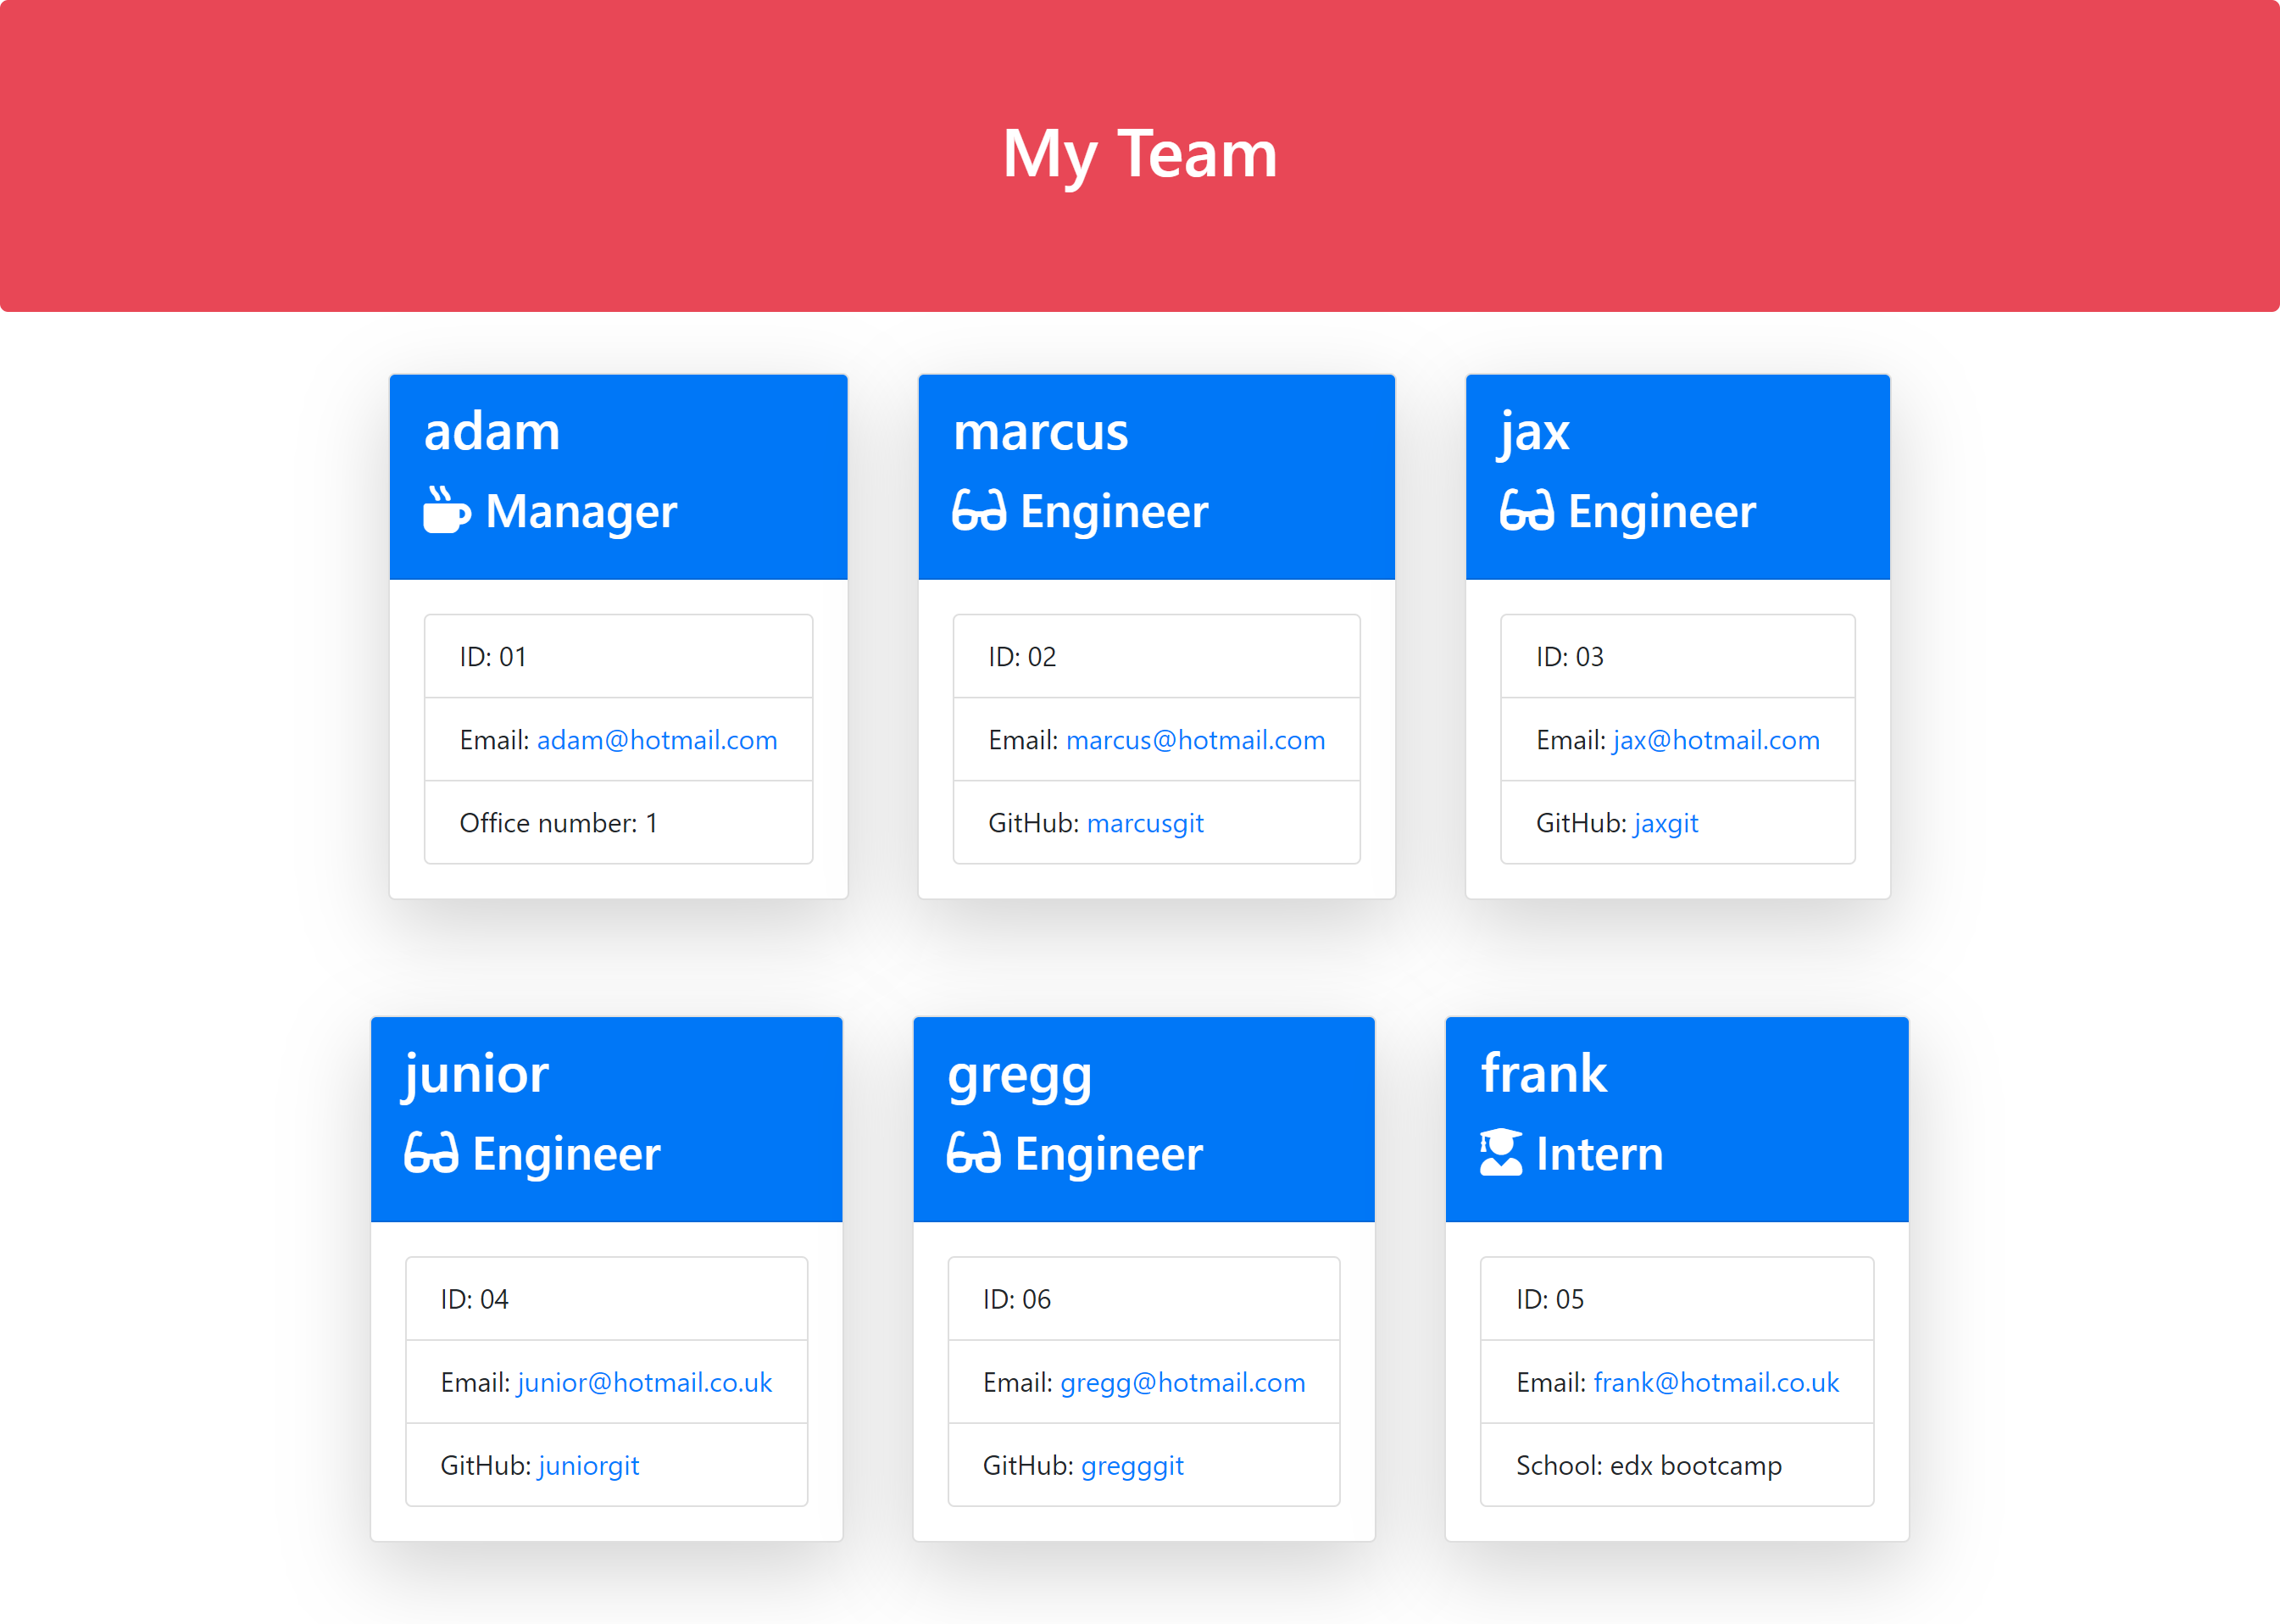 My Team
adam
Manager
ID: 01
Email: adam@hotmail.com
Office number: 1
marcus
Engineer
ID: 02
Email: marcus@hotmail.com
GitHub: marcusgit
jax
Engineer
ID: 03
Email: jax@hotmail.com
GitHub: jaxgit
junior
Engineer
ID: 04
Email: junior@hotmail.co.uk
GitHub: juniorgit
gregg
Engineer
ID: 06
Email: gregg@hotmail.com
GitHub: gregggit
frank
Intern
ID: 05
Email: frank@hotmail.co.uk
School: edx bootcamp